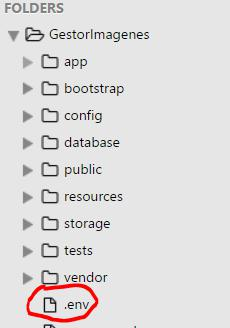 FOLDERS
GestorImagenes
app
bootstrap
config
database
public
resources
storage
tests
vendor
.env